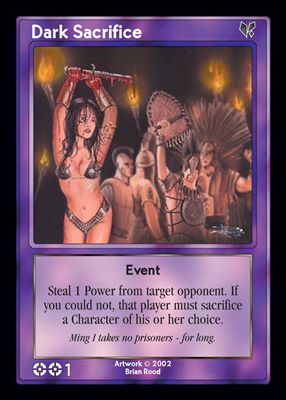 Dark Sacrifice
Event
Steal 1 Power from target opponent. If
you could not, that player must sacrifice
a Character of his or her choice.
Ming I takes no prisoners - for long.
Artwork © 2002
Brian Rood
1